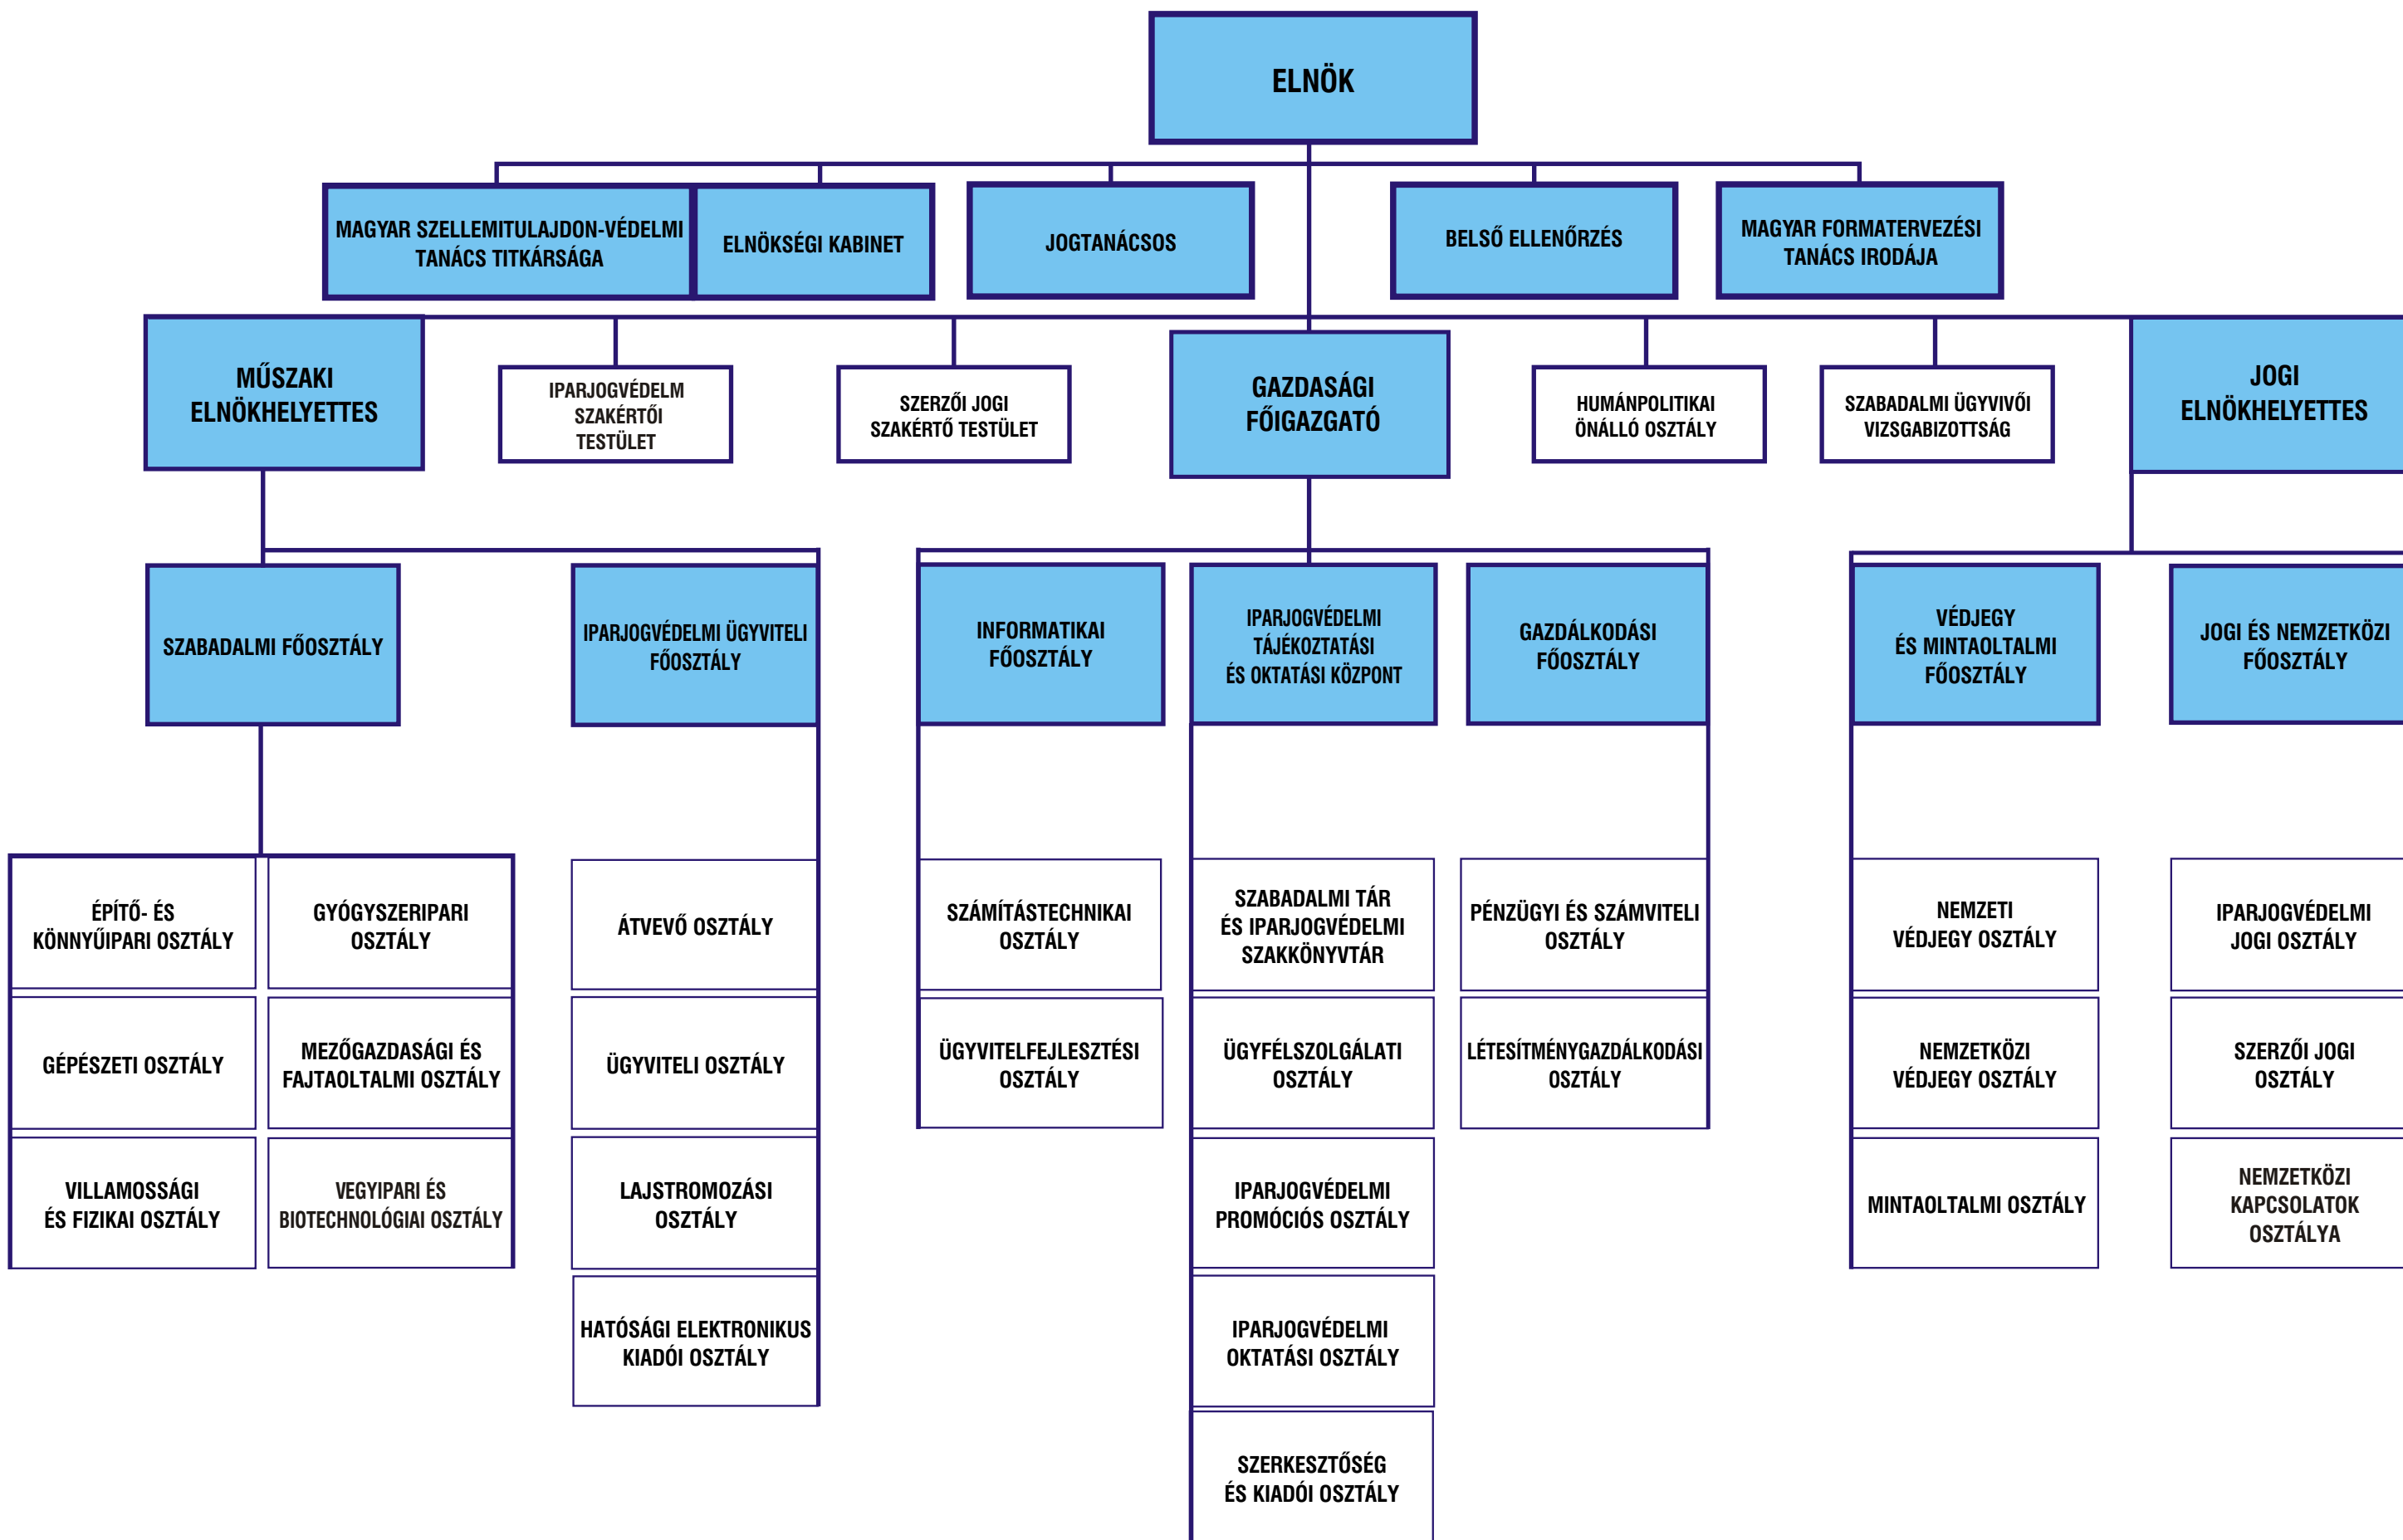 ELNÖK
MAGYAR SZELLEMITULAJDON-VÉDELMI
TANÁCS TITKÁRSÁGA
ELNÖKSÉGI KABINET
JOGTANÁCSOS
BELSŐ ELLENŐRZÉS
MAGYAR FORMATERVEZÉSI
TANÁCS IRODÁJA
MŰSZAKI
ELNÖKHELYETTES
IPARJOGVÉDELM
SZAKÉRTŐI
TESTÜLET
SZERZŐI JOGI
SZAKÉRTŐ TESTÜLET
GAZDASÁGI
FŐIGAZGATÓ
HUMÁNPOLITIKAI
ÖNÁLLÓ OSZTÁLY
SZABADALMI ÜGYVIVŐI
VIZSGABIZOTTSÁG
JOGI
ELNÖKHELYETTES
SZABADALMI FŐOSZTÁLY
IPARJOGVÉDELMI ÜGYVITELI
FŐOSZTÁLY
INFORMATIKAI
FŐOSZTÁLY
IPARJOGVÉDELMI
TÁJÉKOZTATÁSI
ÉS OKTATÁSI KÖZPONT
GAZDÁLKODÁSI
FŐOSZTÁLY
VÉDJEGY
ÉS MINTAOLTALMI
FŐOSZTÁLY
JOGI ÉS NEMZETKÖZI
FŐOSZTÁLY
ÉPÍTŐ- ÉS
KÖNNYŰIPARI OSZTÁLY
GYÓGYSZERIPARI
OSZTÁLY
ÁTVEVŐ OSZTÁLY
SZÁMÍTÁSTECHNIKAI
OSZTÁLY
SZABADALMI TÁR
ÉS IPARJOGVÉDELMI
SZAKKÖNYVTÁR
PÉNZÜGYI ÉS SZÁMVITELI
OSZTÁLY
NEMZETI
VÉDJEGY OSZTÁLY
IPARJOGVÉDELMI
JOGI OSZTÁLY
GÉPÉSZETI OSZTÁLY
MEZŐGAZDASÁGI ÉS
FAJTAOLTALMI OSZTÁLY
ÜGYVITELI OSZTÁLY
ÜGYVITELFEJLESZTÉSI
OSZTÁLY
ÜGYFÉLSZOLGÁLATI
OSZTÁLY
LÉTESÍTMÉNYGAZDÁLKODÁSI
OSZTÁLY
NEMZETKÖZI
VÉDJEGY OSZTÁLY
SZERZŐI JOGI
OSZTÁLY
VILLAMOSSÁGI
ÉS FIZIKAI OSZTÁLY
VEGYIPARI ÉS
BIOTECHNOLÓGIAI OSZTÁLY
LAJSTROMOZÁSI
OSZTÁLY
IPARJOGVÉDELMI
PROMÓCIÓS OSZTÁLY
MINTAOLTALMI OSZTÁLY
NEMZETKÖZI
KAPCSOLATOK
OSZTÁLYA
HATÓSÁGI ELEKTRONIKUS
KIADÓI OSZTÁLY
IPARJOGVÉDELMI
OKTATÁSI OSZTÁLY
SZERKESZTŐSÉG
ÉS KIADÓI OSZTÁLY